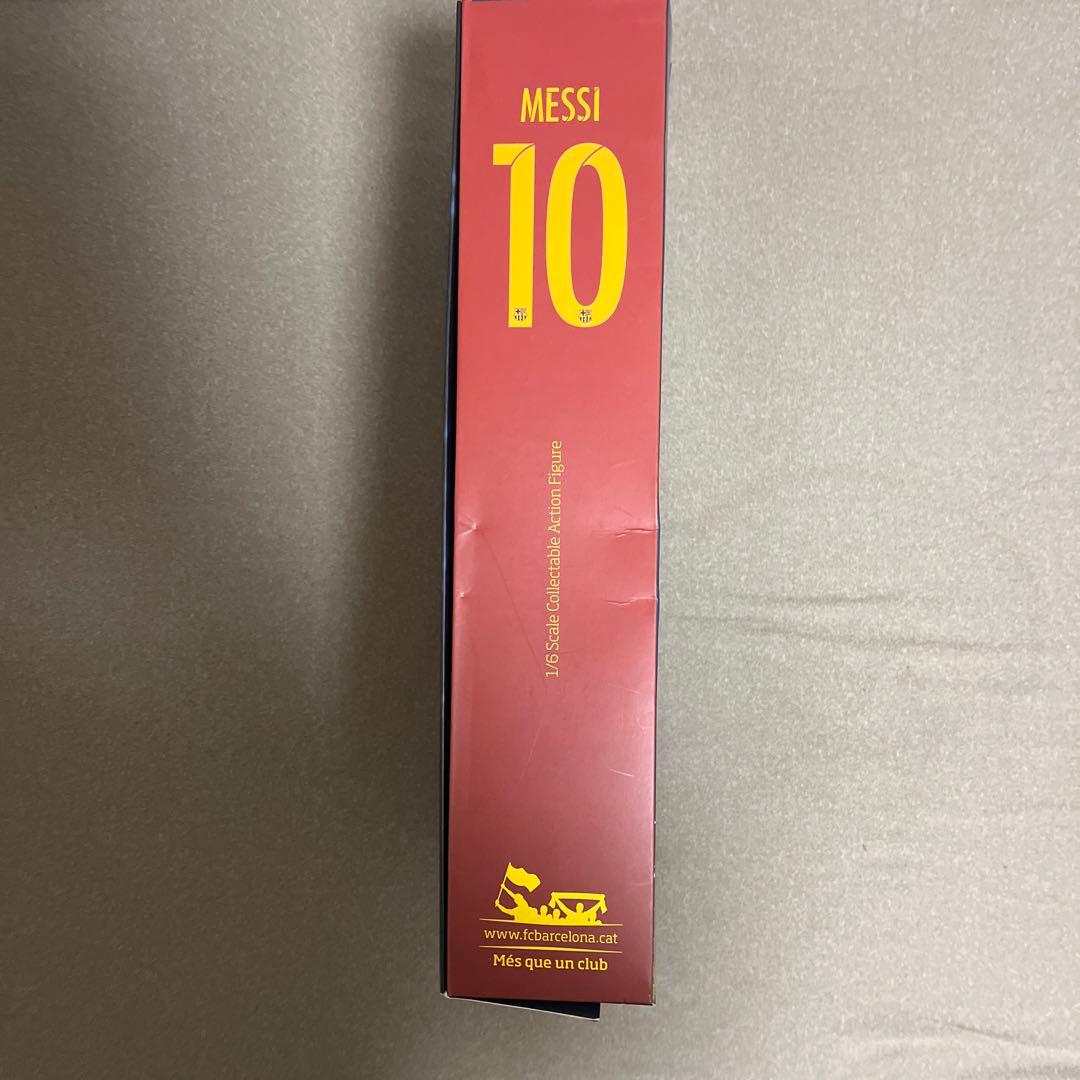 MESSI
10
1/6 Scale Collectable Action Figure
www.fcbarcelona.cat
Més que un club